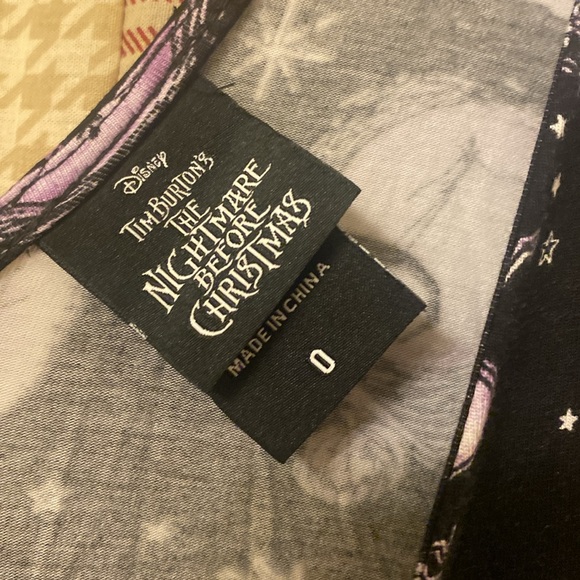 DISNEY
TIM BURTON'S
THE
NIGHTMARE
BEFORE
CHRISTMAS
MADE IN CHINA
0